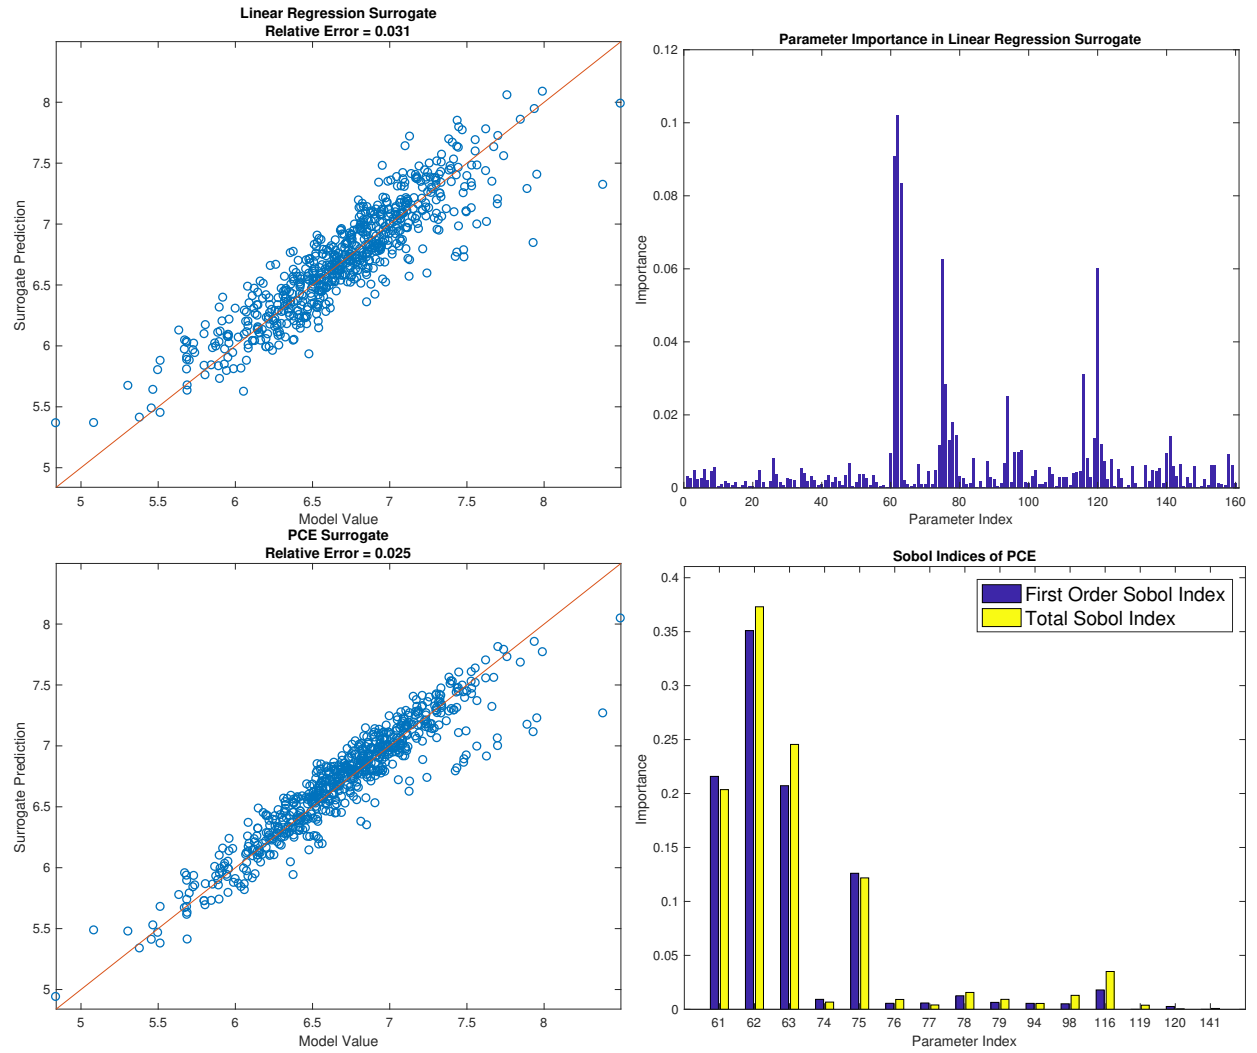 Linear Regression Surrogate
Relative Error = 0.031
8
7.5
7
6.5
6
5.5
5
Surrogate Prediction
5 5.5 6 6.5 7 7.5 8
Model Value
Parameter Importance in Linear Regression Surrogate
0.12
0.1
0.08
0.06
0.04
0.02
0
Importance
0 20 40 60 80 100 120 140 160
Parameter Index
PCE Surrogate
Relative Error = 0.025
8
7.5
7
6.5
6
5.5
5
Surrogate Prediction
5 5.5 6 6.5 7 7.5 8
Model Value
Sobol Indices of PCE
First Order Sobol Index
Total Sobol Index
0.4
0.35
0.3
0.25
0.2
0.15
0.1
0.05
0
Importance
61 62 63 74 75 76 77 78 79 94 98 116 119 120 141
Parameter Index